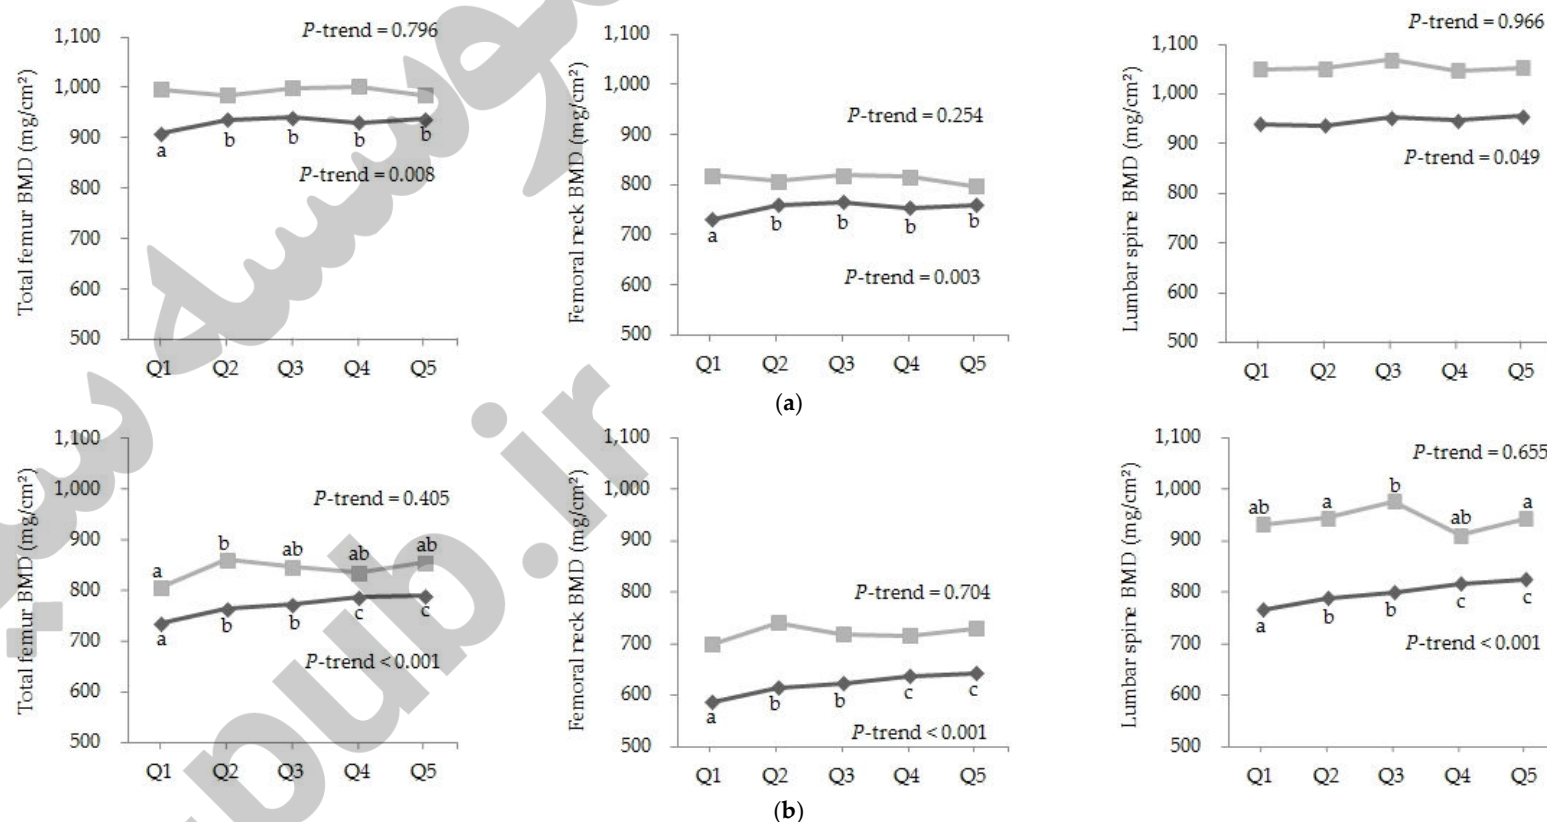 P-trend = 0.796
1,100
1,000
900
800
700
600
500
Total femur BMD (mg/cm²)
a
b
b
b
b
P-trend = 0.008
Q1 Q2 Q3 Q4 Q5
1,100
1,000
900
800
700
600
500
Femoral neck BMD (mg/cm²)
P-trend = 0.254
a
b
b
b
b
P-trend = 0.003
Q1 Q2 Q3 Q4 Q5
P-trend = 0.966
1,100
1,000
900
800
700
600
500
Lumbar spine BMD (mg/cm²)
P-trend = 0.049
Q1 Q2 Q3 Q4 Q5
(a)
1,100
1,000
900
800
700
600
500
Total femur BMD (mg/cm²)
P-trend = 0.405
a
b
ab
ab
ab
a
b
b
c
c
P-trend < 0.001
Q1 Q2 Q3 Q4 Q5
1,100
1,000
900
800
700
600
500
Femoral neck BMD (mg/cm²)
P-trend = 0.704
a
b
b
c
c
P-trend < 0.001
Q1 Q2 Q3 Q4 Q5
1,100
1,000
900
800
700
600
500
Lumbar spine BMD (mg/cm²)
P-trend = 0.655
ab
a
b
ab
a
a
b
b
c
c
P-trend < 0.001
Q1 Q2 Q3 Q4 Q5
(b)
pub.ir